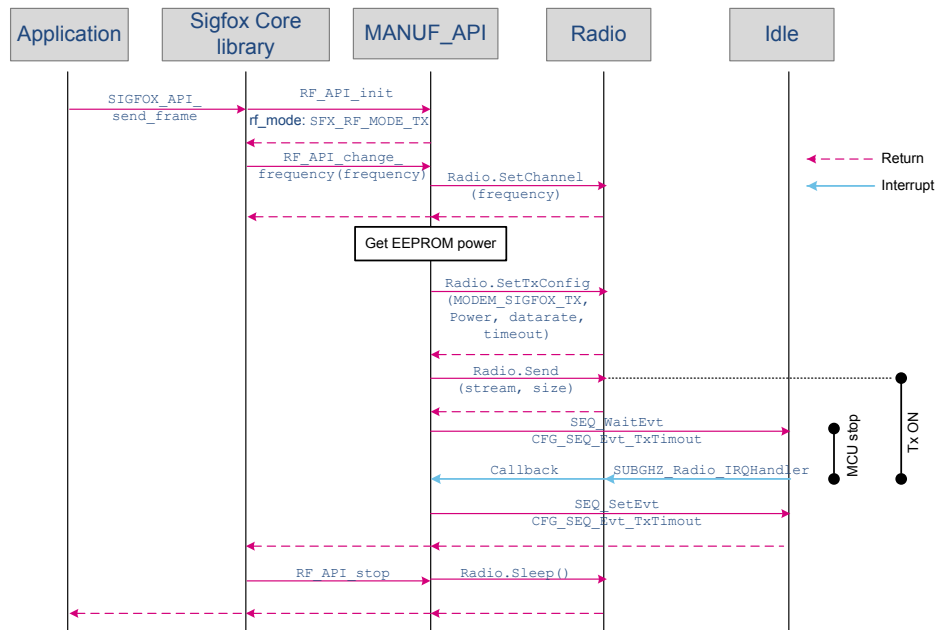 Application
Sigfox Core
library
MANUF_API
Radio
Idle
SIGFOX_API_
send_frame
RF_API_init
rf_mode: SFX_RF_MODE_TX
RF_API_change_
frequency(frequency)
Radio.SetChannel
(frequency)
Return
Interrupt
Get EEPROM power
Radio.SetTxConfig
(MODEM_SIGFOX_TX,
Power, datarate,
timeout)
Radio.Send
(stream, size)
SEQ_WaitEvt
CFG_SEQ_Evt_TxTimout
MCU stop
Tx ON
Callback
SUBGHZ_Radio_IRQHandler
SEQ_SetEvt
CFG_SEQ_Evt_TxTimout
RF_API_stop
Radio.Sleep()